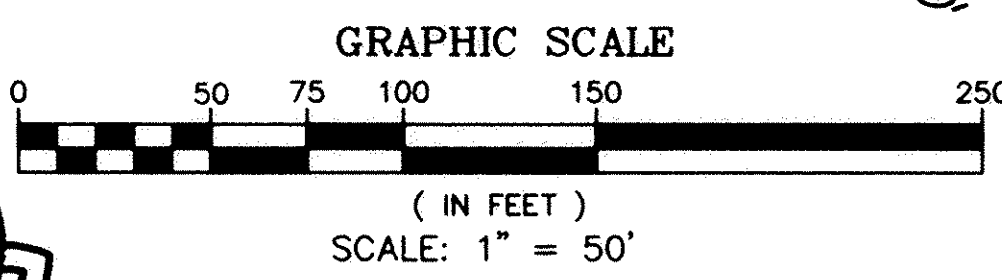 GRAPHIC SCALE
0 50 75 100 150 250
( IN FEET )
SCALE: 1" = 50'